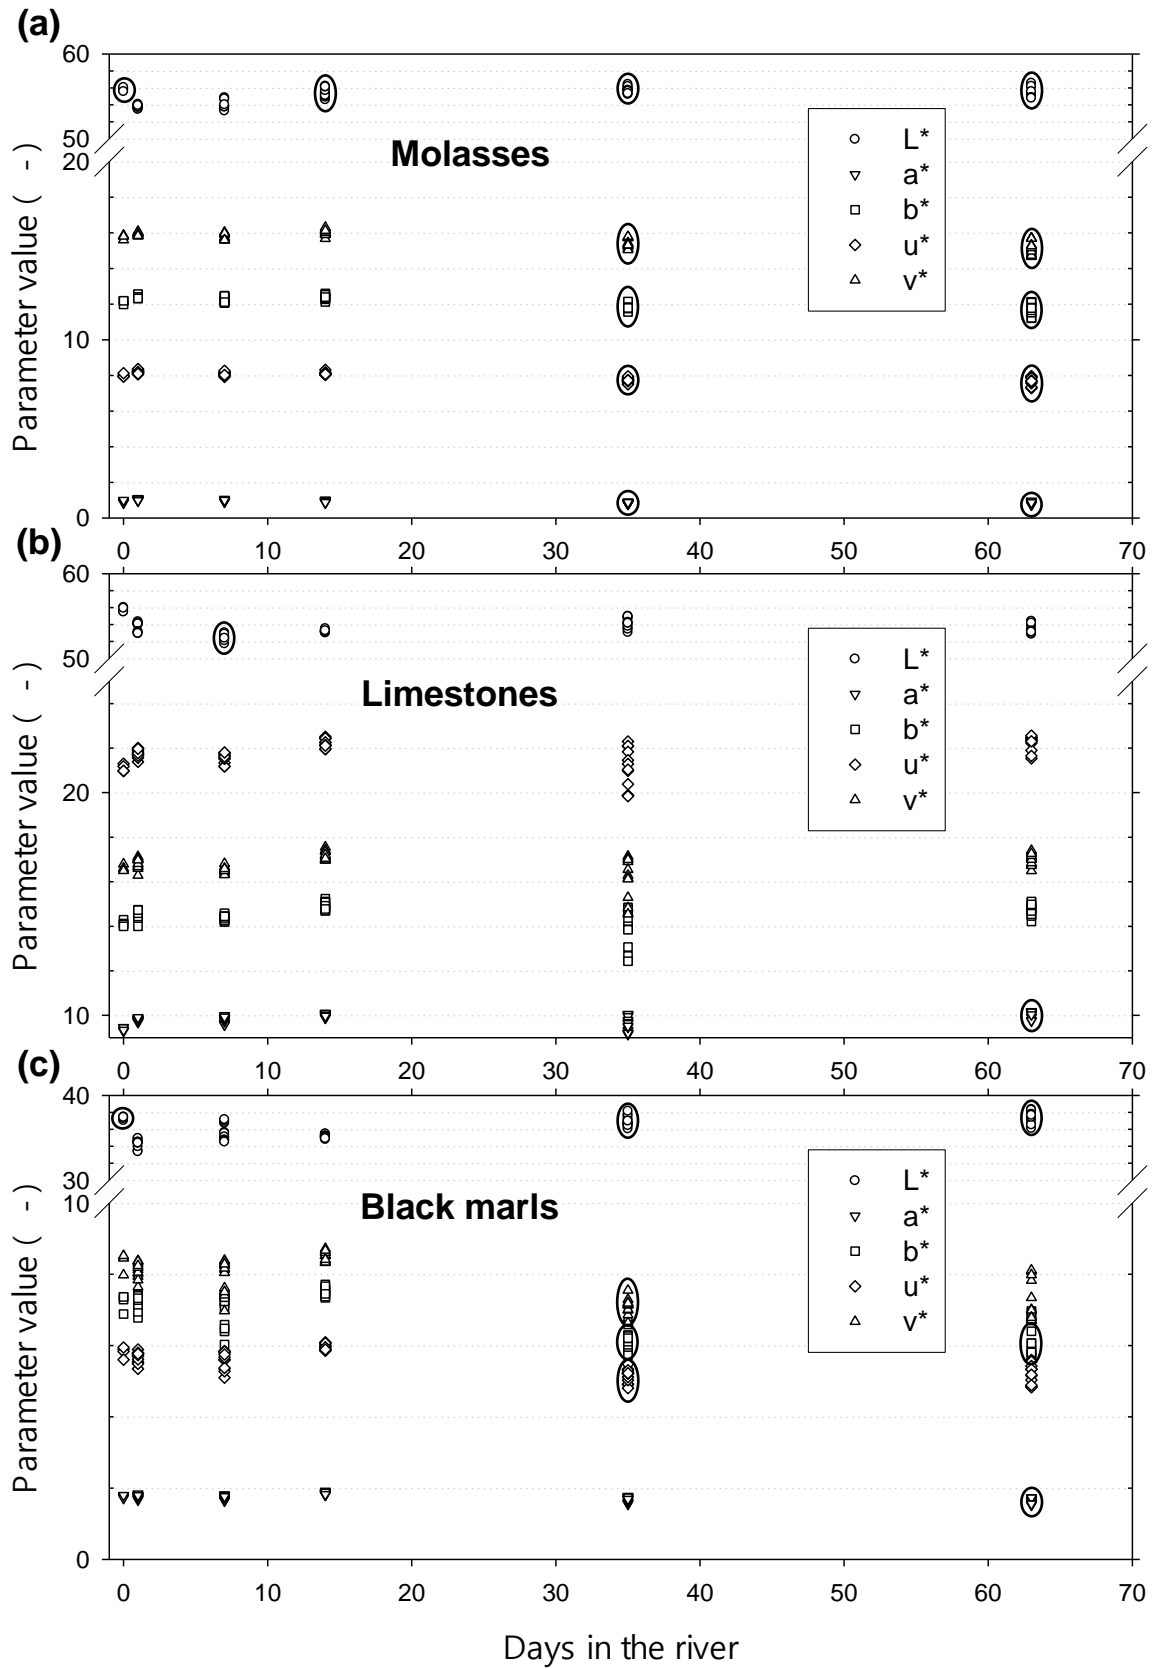 (a)
60
50
20
10
0
Parameter value ( - )
Molasses
L*
a*
b*
u*
v*
0 10 20 30 40 50 60 70
(b)
60
50
20
10
Parameter value ( - )
Limestones
L*
a*
b*
u*
v*
0 10 20 30 40 50 60 70
(c)
40
30
10
0
Parameter value ( - )
Black marls
L*
a*
b*
u*
v*
0 10 20 30 40 50 60 70
Days in the river